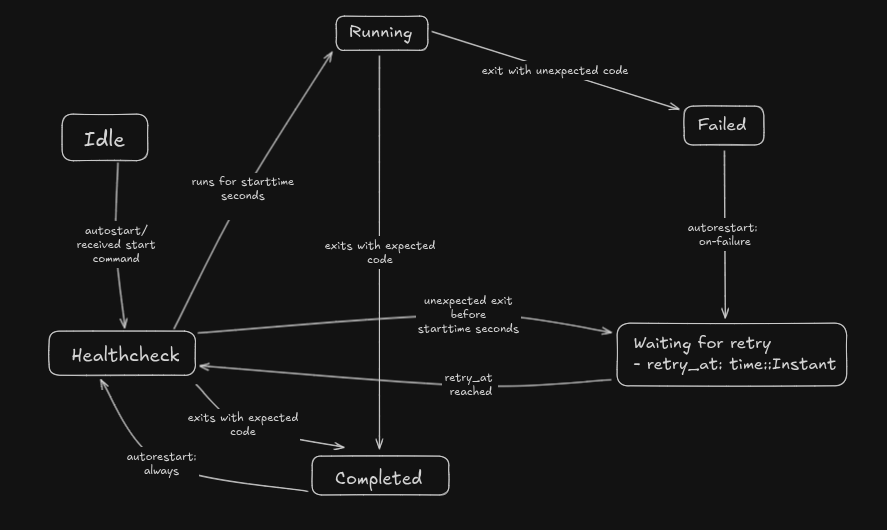 Running
exit with unexpected code
Failed
Idle
runs for starttime
seconds
autostart/
received start
command
exits with expected
code
autorestart:
on-failure
unexpected exit
before
starttime seconds
Healthcheck
Waiting for retry
- retry_at: time::Instant
retry_at
reached
exits with expected
code
autorestart:
always
Completed